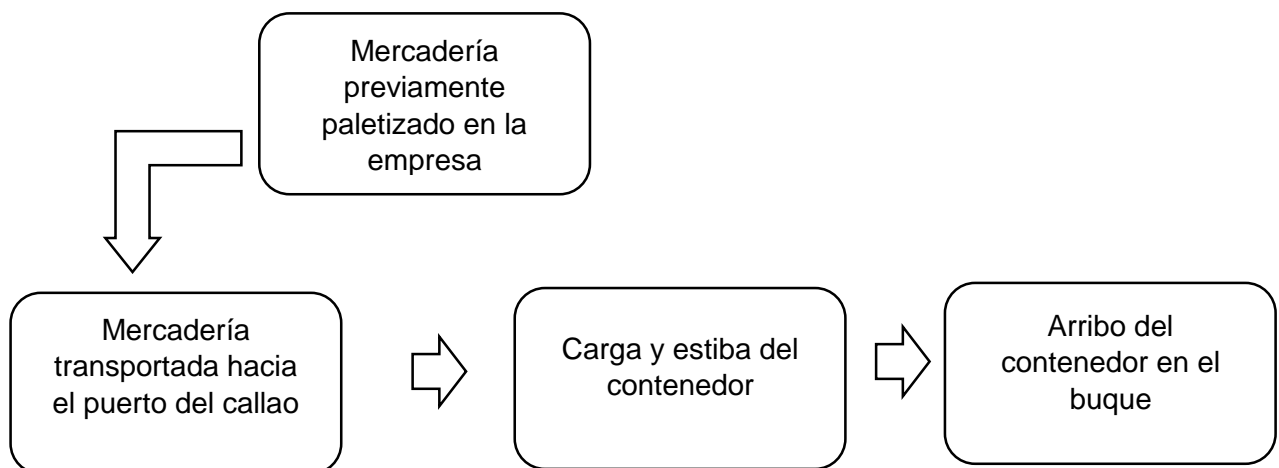 Mercadería
previamente
paletizado en la
empresa
Mercadería
transportada hacia
el puerto del callao
Carga y estiba del
contenedor
Arribo del
contenedor en el
buque